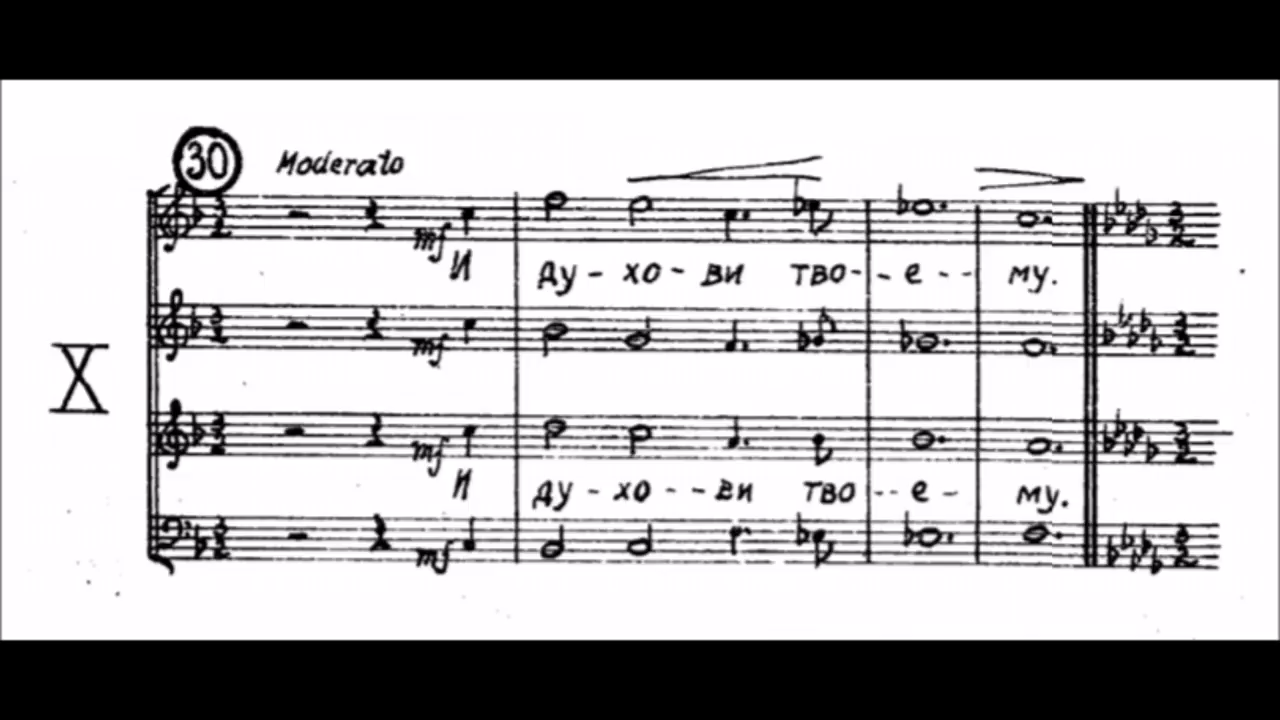 30 Moderato
mf
И ду - хо - ви тво - - е - - му.
mf
X
mf
И ду - хо - - ви тво - - е - му.
mf